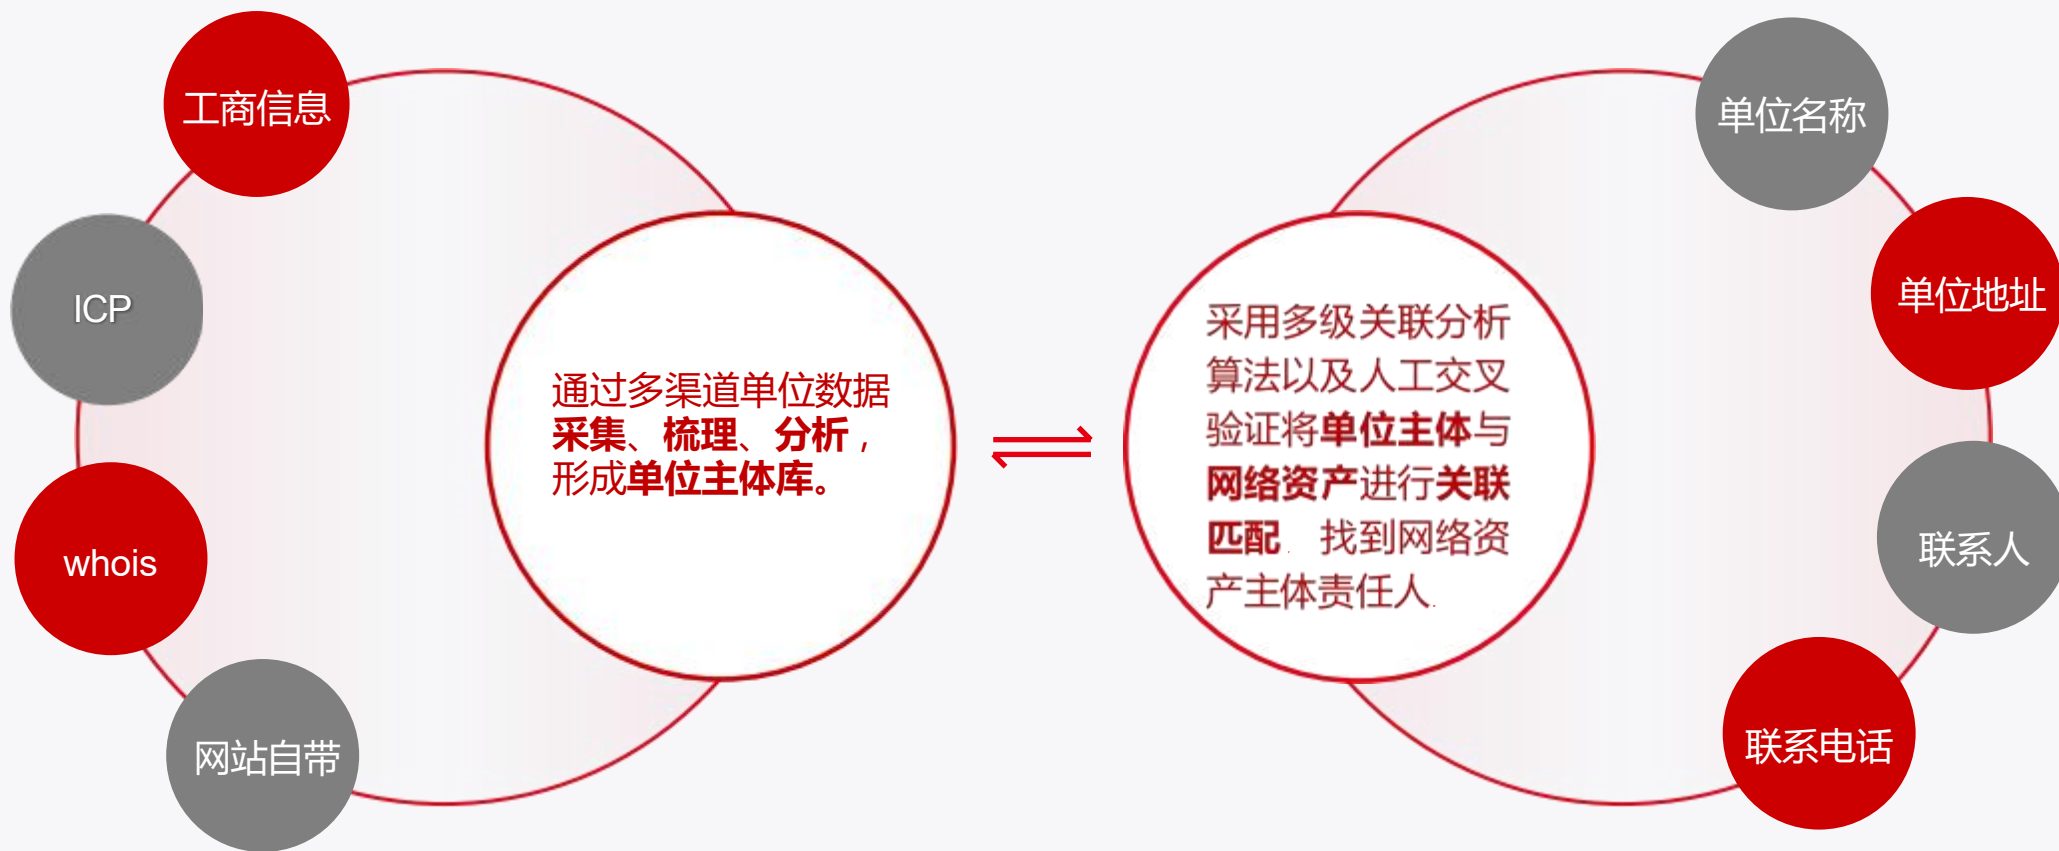 工商信息
ICP
whois
网站自带
通过多渠道单位数据
采集、梳理、分析，
形成单位主体库。
采用多级关联分析
算法以及人工交叉
验证将单位主体与
网络资产进行关联
匹配. 找到网络资
产主体责任人.
单位名称
单位地址
联系人
联系电话